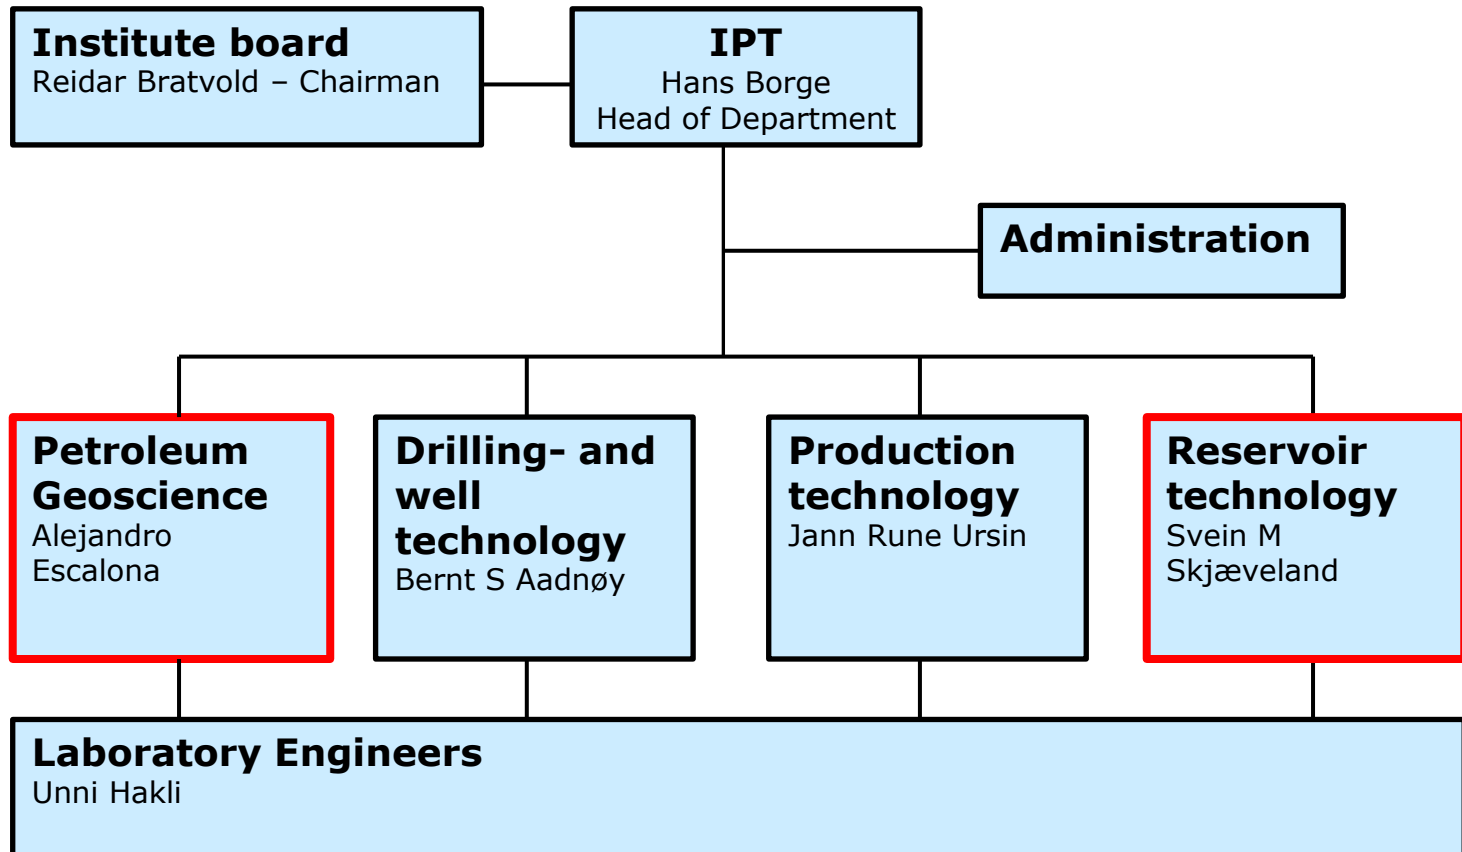 Institute board
Reidar Bratvold – Chairman
IPT
Hans Borge
Head of Department
Administration
Petroleum
Geoscience
Alejandro
Escalona
Drilling- and
well
technology
Bernt S Aadnøy
Production
technology
Jann Rune Ursin
Reservoir
technology
Svein M
Skjæveland
Laboratory Engineers
Unni Hakli